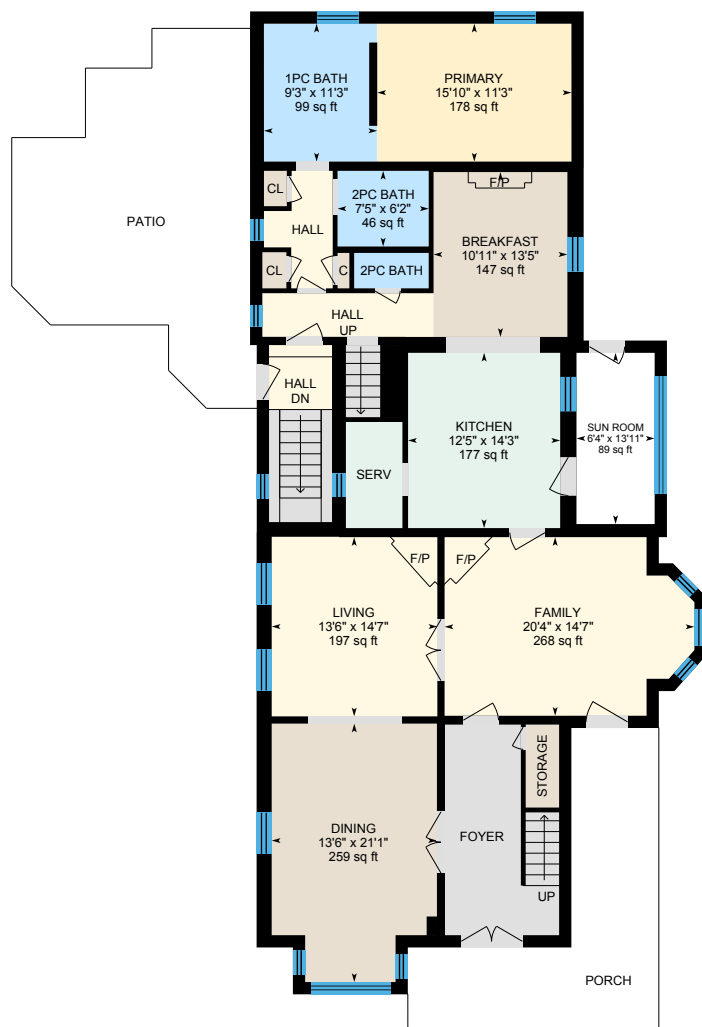 1PC BATH
9'3" x 11'3"
99 sq ft
PRIMARY
15'10" x 11'3"
178 sq ft
CL
2PC BATH
7'5" x 6'2"
46 sq ft
F/P
PATIO
HALL
BREAKFAST
10'11" x 13'5"
147 sq ft
CL
C
2PC BATH
HALL
UP
HALL
DN
KITCHEN
12'5" x 14'3"
177 sq ft
SUN ROOM
6'4" x 13'11"
89 sq ft
SERV
F/P
F/P
LIVING
13'6" x 14'7"
197 sq ft
FAMILY
20'4" x 14'7"
268 sq ft
STORAGE
DINING
13'6" x 21'1"
259 sq ft
FOYER
UP
PORCH